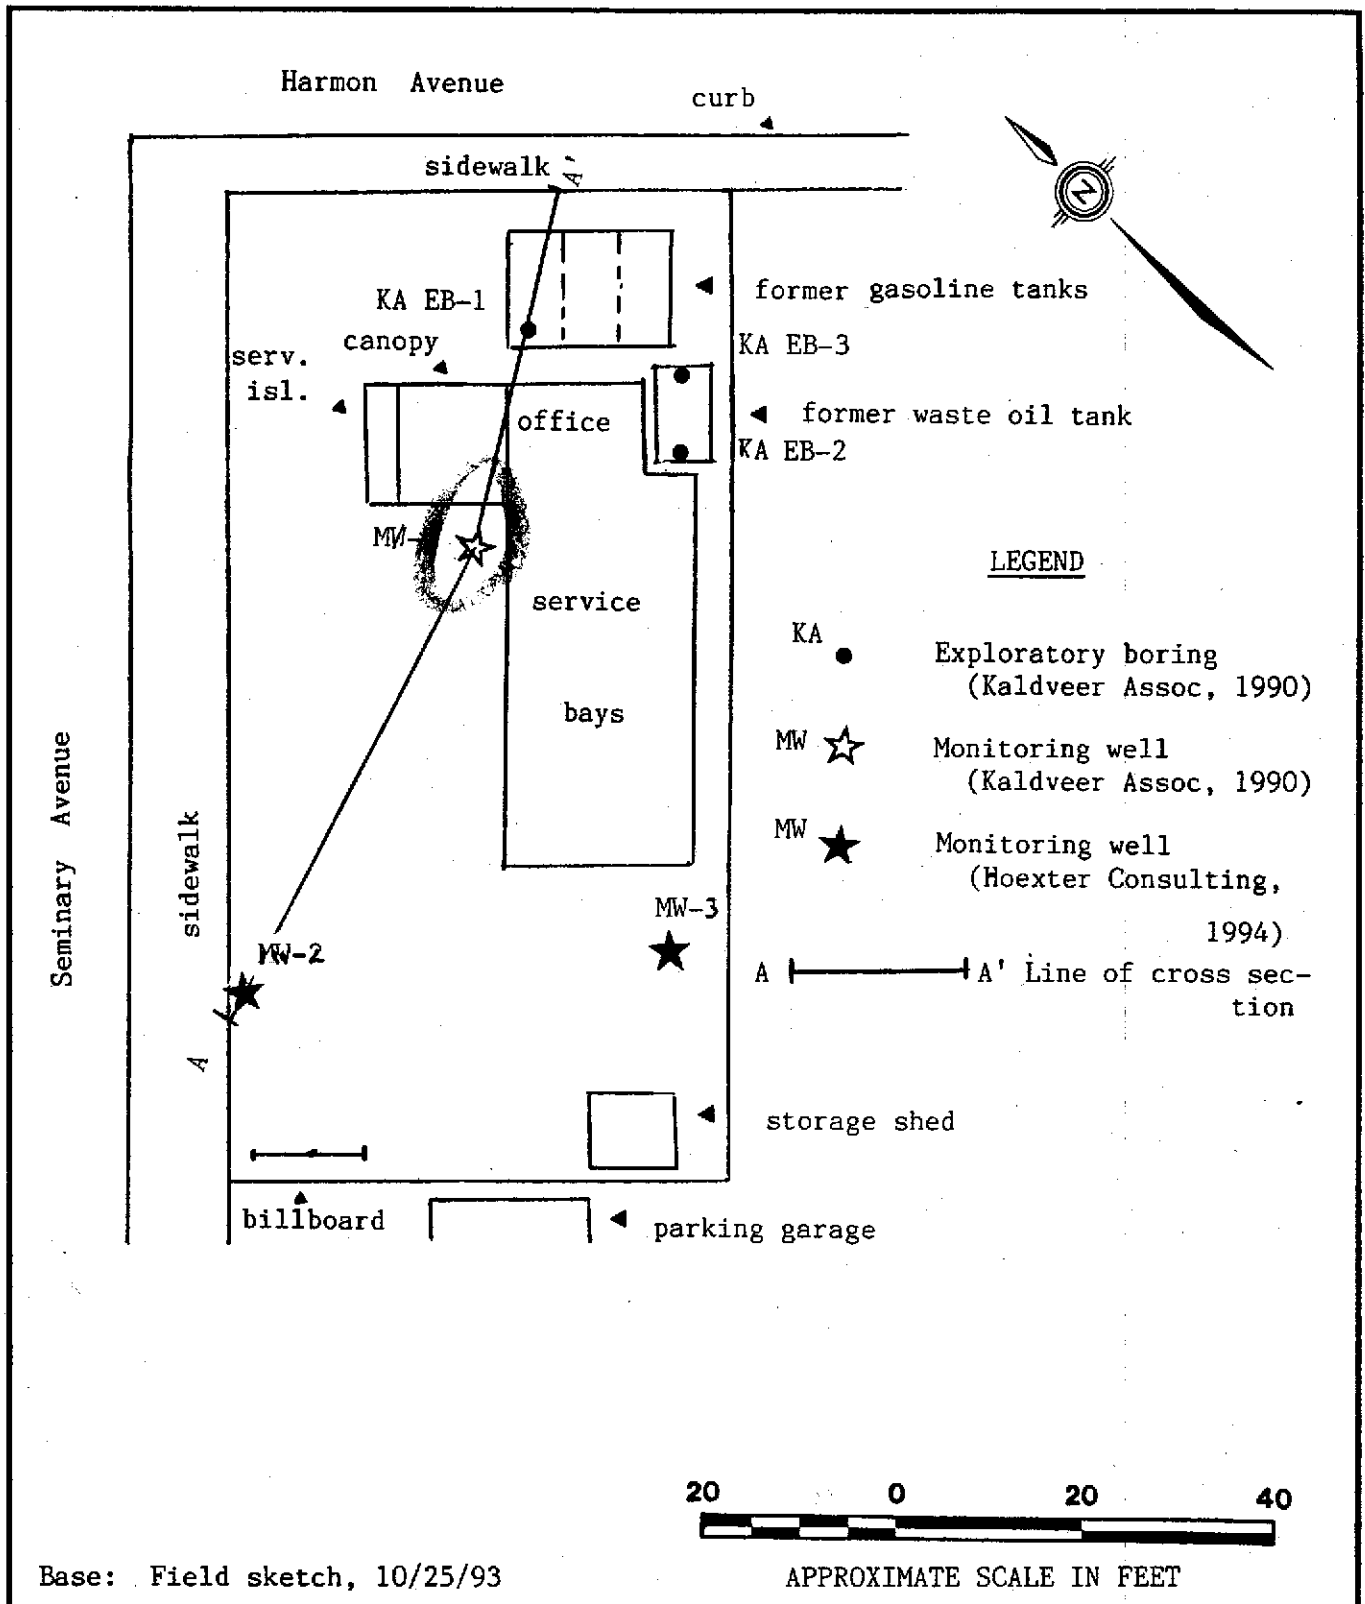 Harmon Avenue
curb
sidewalk
A'
KA EB-1
former gasoline tanks
canopy
KA EB-3
serv.
isl.
office
former waste oil tank
KA EB-2
N
MW-
LEGEND
service
bays
KA
Exploratory boring
(Kaldveer Assoc, 1990)
MW
Monitoring well
(Kaldveer Assoc, 1990)
MW
Monitoring well
(Hoexter Consulting,
1994)
A A' Line of cross sec-
tion
Seminary Avenue
sidewalk
MW-3
MW-2
A
storage shed
billboard
parking garage
20 0 20 40
Base: Field sketch, 10/25/93
APPROXIMATE SCALE IN FEET